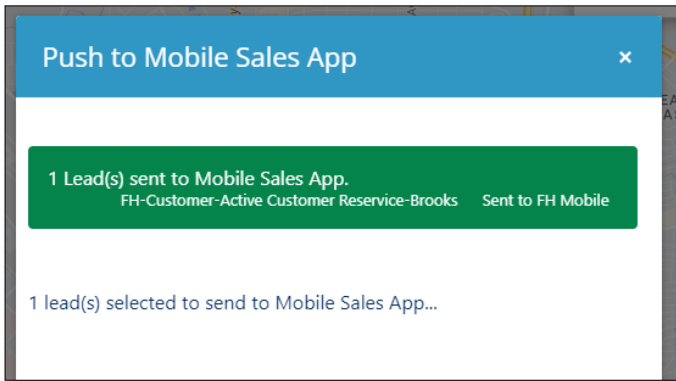 Push to Mobile Sales App ×
1 Lead(s) sent to Mobile Sales App.
FH-Customer-Active Customer Reservice-Brooks Sent to FH Mobile
1 lead(s) selected to send to Mobile Sales App...